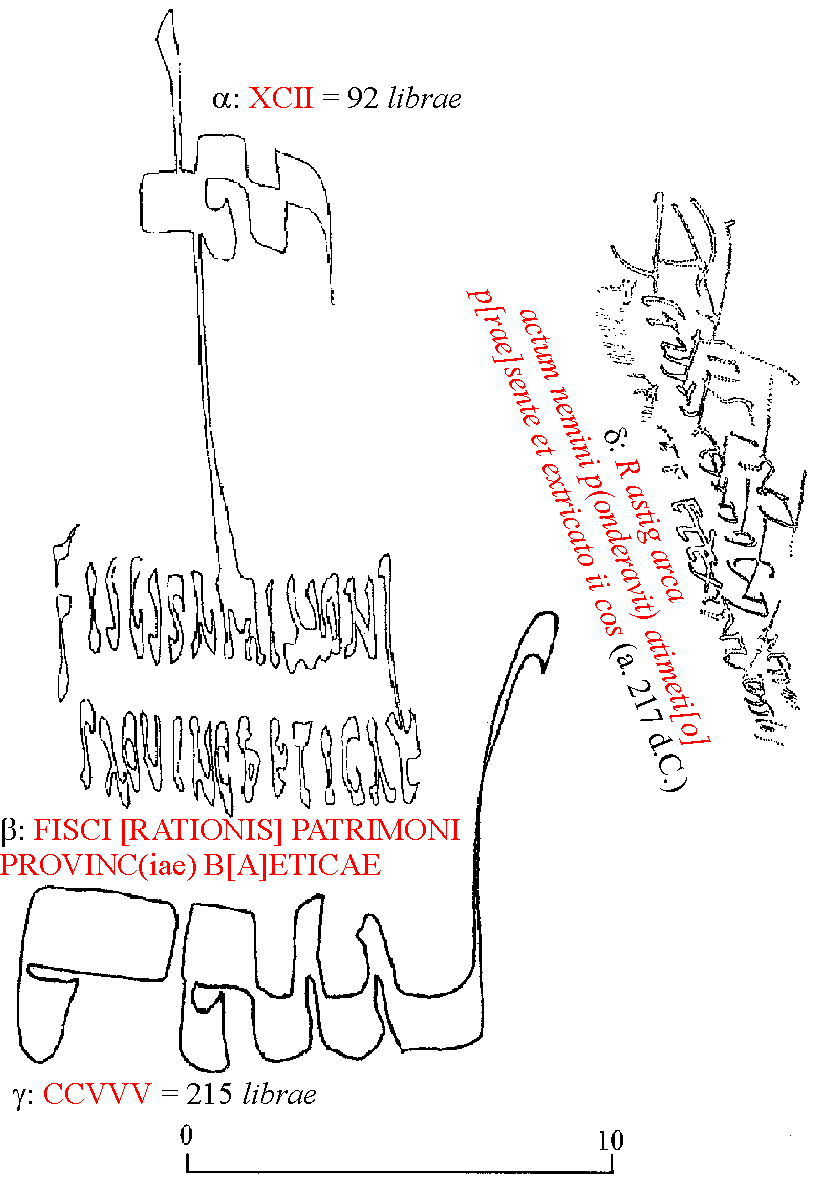 α: XCII = 92 librae
δ: R astig arca
actum nemini p(onderavit) atimeti[o]
p[rae]sente et extricato ii cos (a. 217 d.C.)
β: FISCI [RATIONIS] PATRIMONI
PROVINC(iae) B[A]ETICAE
γ: CCVVV = 215 librae
0 10